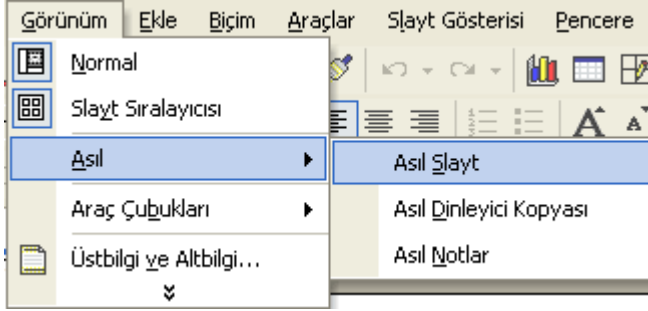 Görünüm Ekle Biçim Araçlar Slayt Gösterisi Pencere
Normal
Slayt Sıralayıcısı
Asıl
Asıl Slayt
Araç Çubukları
Asıl Dinleyici Kopyası
Üstbilgi ve Altbilgi...
Asıl Notlar